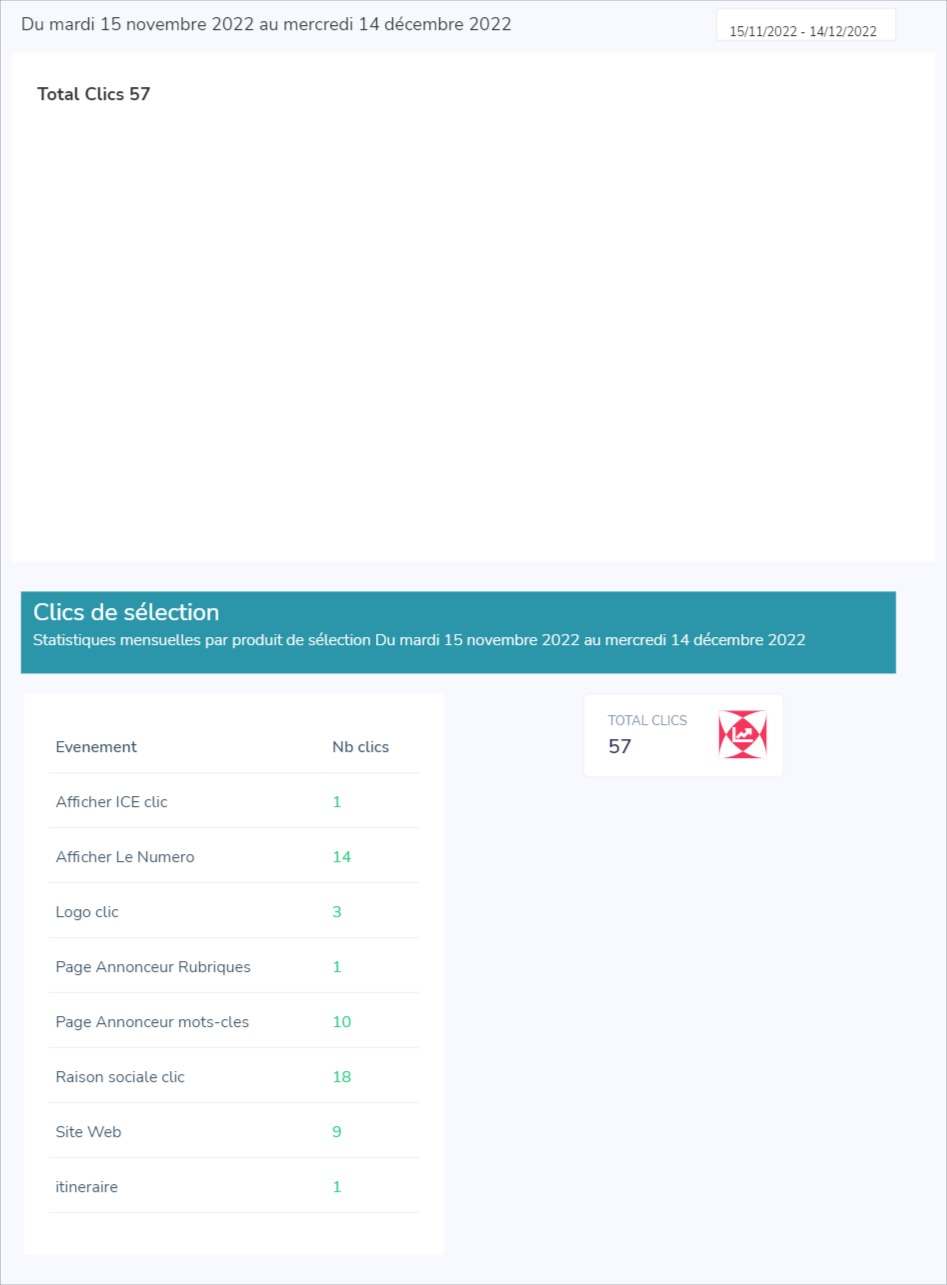 Du mardi 15 novembre 2022 au mercredi 14 décembre 2022
15/11/2022 - 14/12/2022
Total Clics 57
Clics de sélection
Statistiques mensuelles par produit de sélection Du mardi 15 novembre 2022 au mercredi 14 décembre 2022
TOTAL CLICS
57
Evenement Nb clics
Afficher ICE clic 1
Afficher Le Numero 14
Logo clic 3
Page Annonceur Rubriques 1
Page Annonceur mots-cles 10
Raison sociale clic 18
Site Web 9
itineraire 1